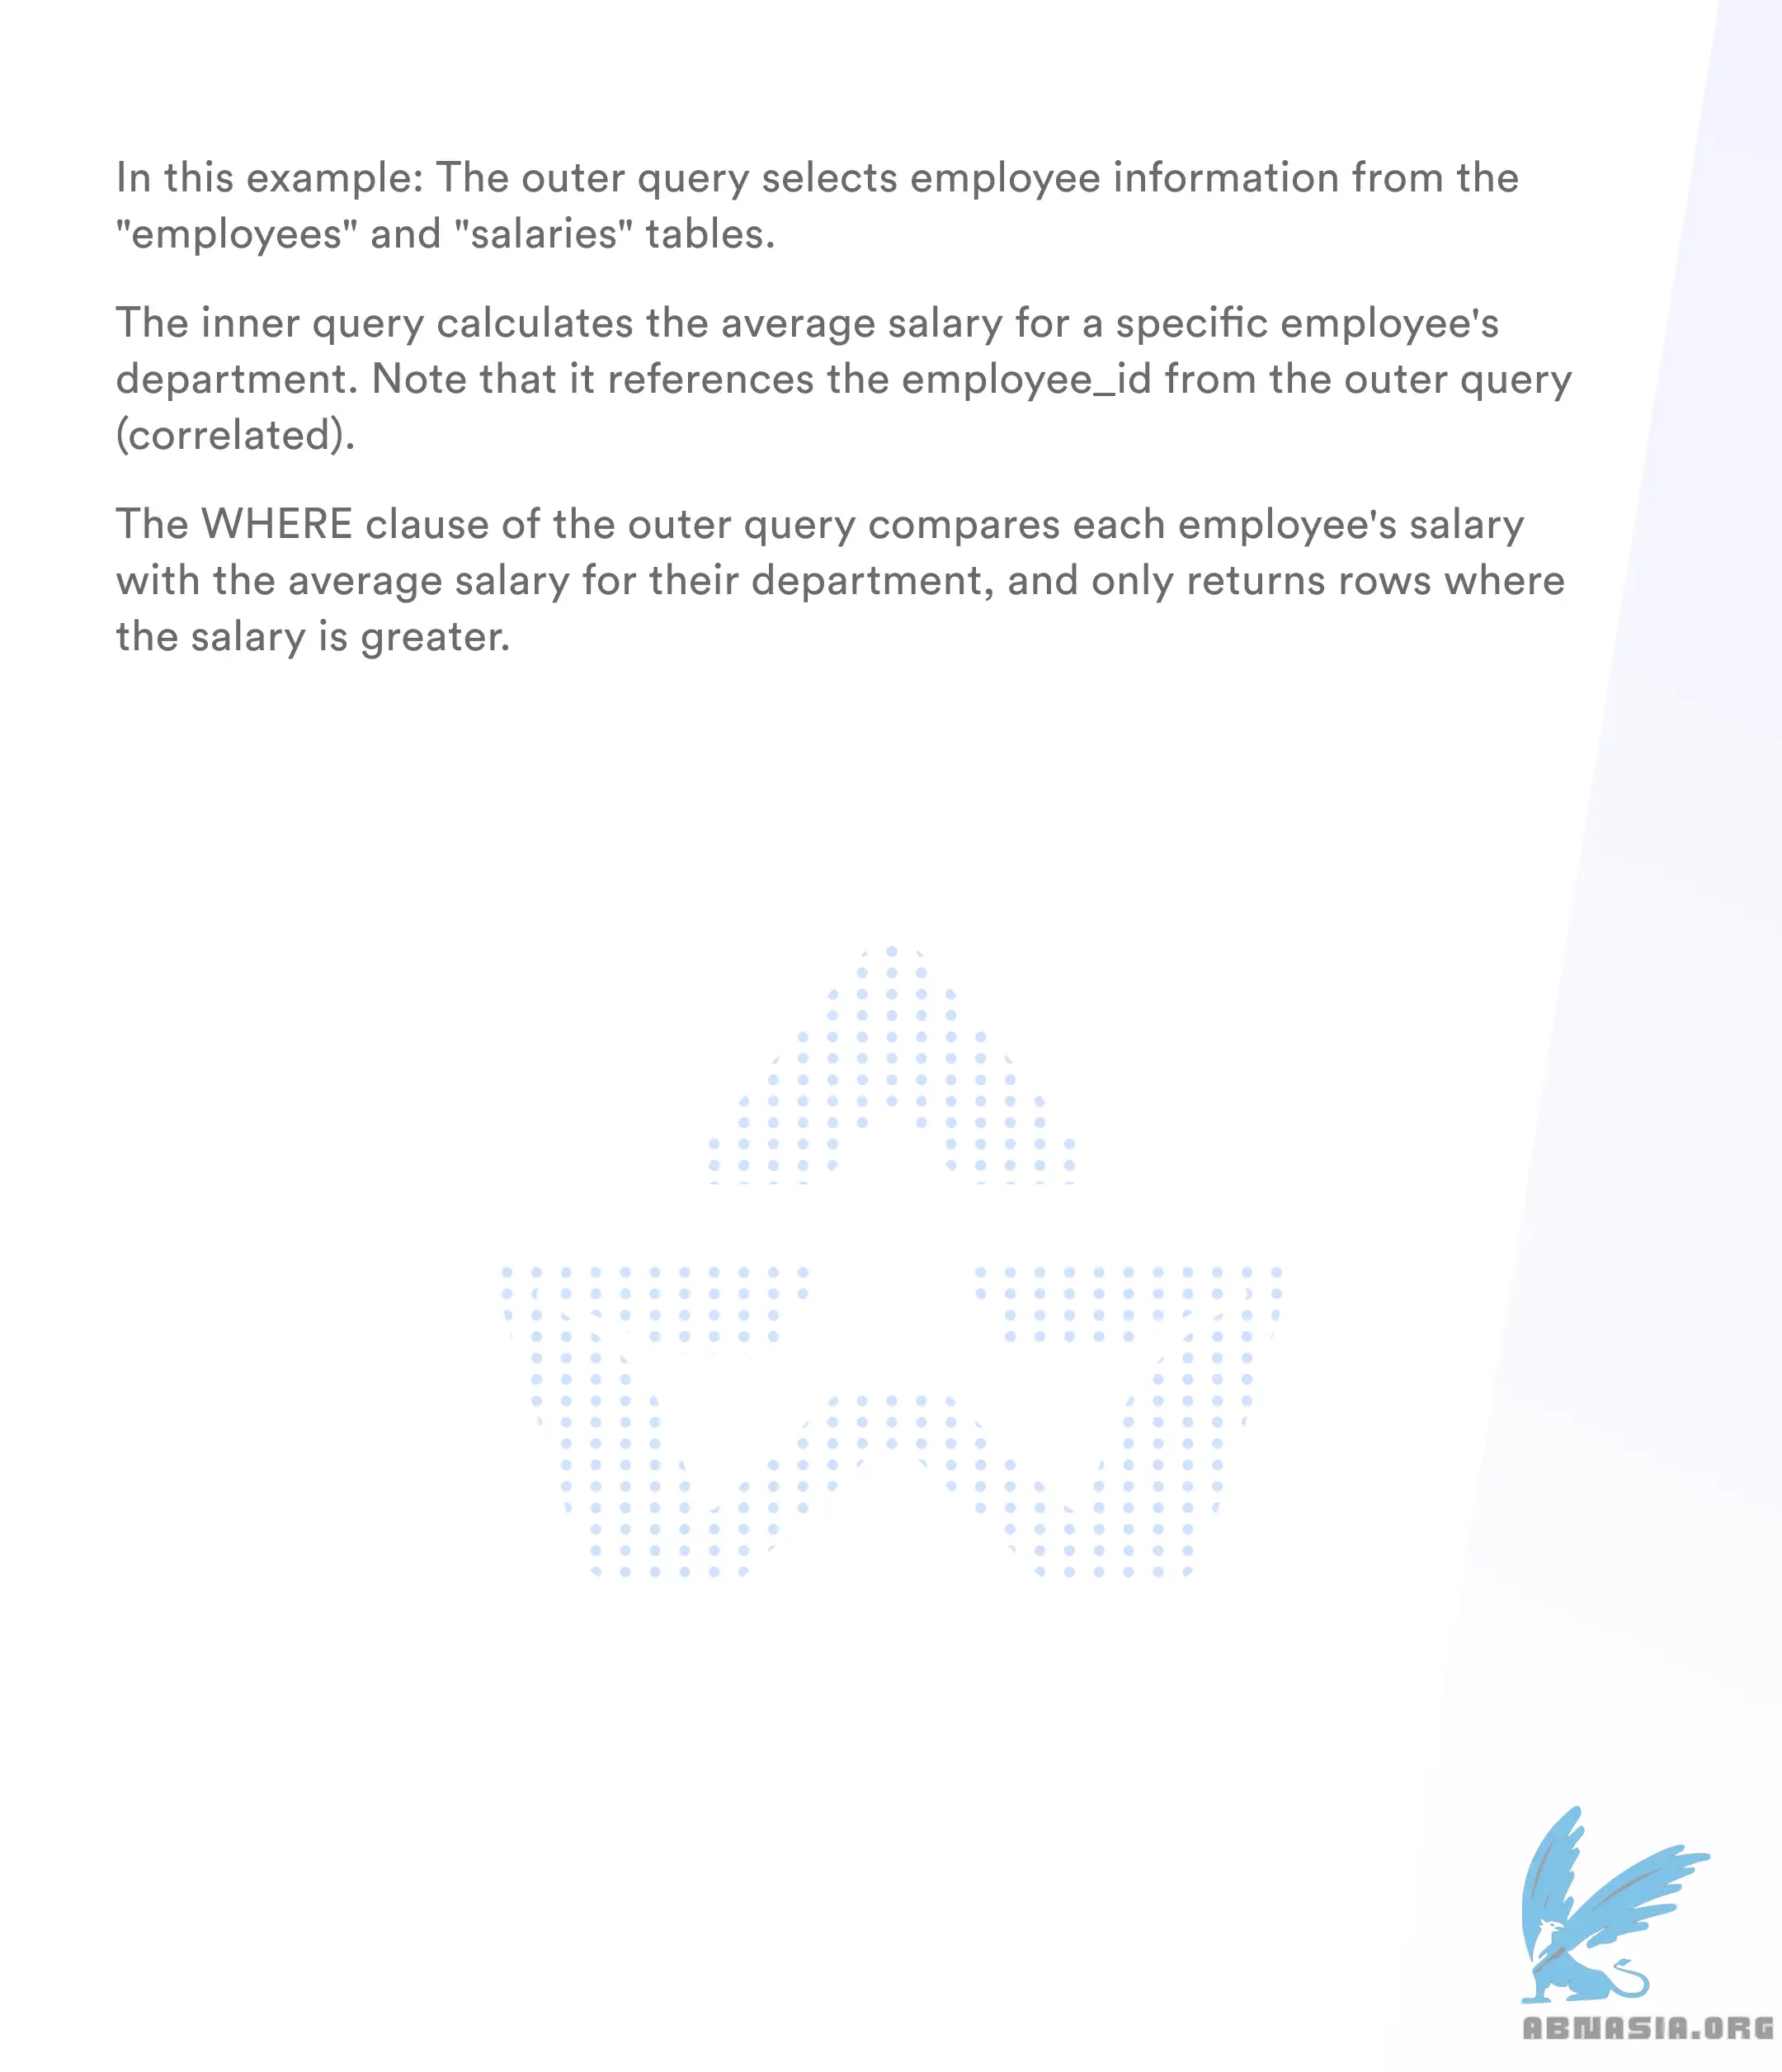 In this example: The outer query selects employee information from the
"employees" and "salaries" tables.
The inner query calculates the average salary for a specific employee's
department. Note that it references the employee_id from the outer query
(correlated).
The WHERE clause of the outer query compares each employee's salary
with the average salary for their department, and only returns rows where
the salary is greater.
ABNASIA.ORG